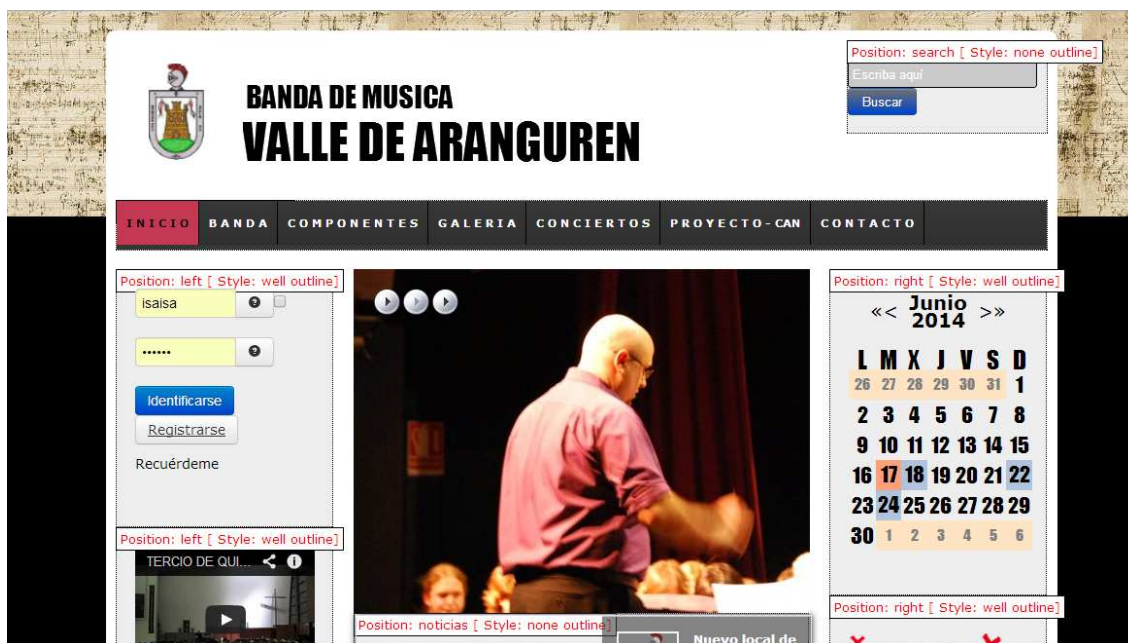 Position: search [ Style: none outline]
Escriba aquí
Buscar
BANDA DE MUSICA
VALLE DE ARANGUREN
INICIO BANDA COMPONENTES GALERIA CONCIERTOS PROYECTO-CAN CONTACTO
Position: left [ Style: well outline]
isaisa
••••••
Identificarse
Registrarse
Recuérdeme
Position: left [ Style: well outline]
TERCIO DE QUI...
Position: noticias [ Style: none outline]
Nuevo local de
Position: right [ Style: well outline]
«< Junio 2014 >»
L M X J V S D
26 27 28 29 30 31 1
2 3 4 5 6 7 8
9 10 11 12 13 14 15
16 17 18 19 20 21 22
23 24 25 26 27 28 29
30 1 2 3 4 5 6
Position: right [ Style: well outline]